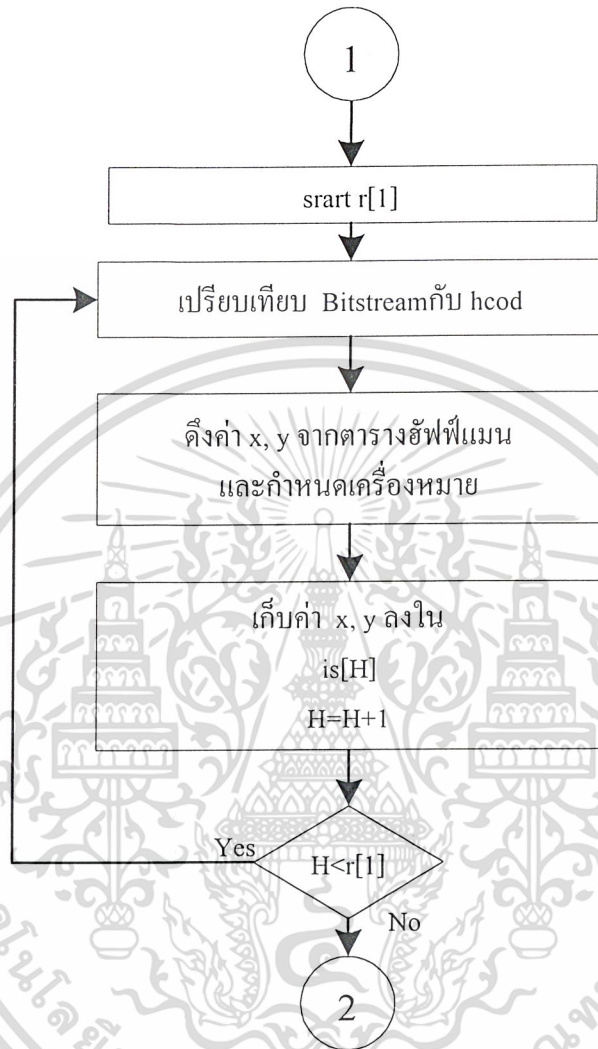 1
srart r[1]
เปรียบเทียบ Bitstreamกับ hcod
ดึงค่า x, y จากตารางฮัฟฟ์แมน
และกำหนดเครื่องหมาย
เก็บค่า x, y ลงใน
is[H]
H=H+1
Yes
H<r[1]
No
2